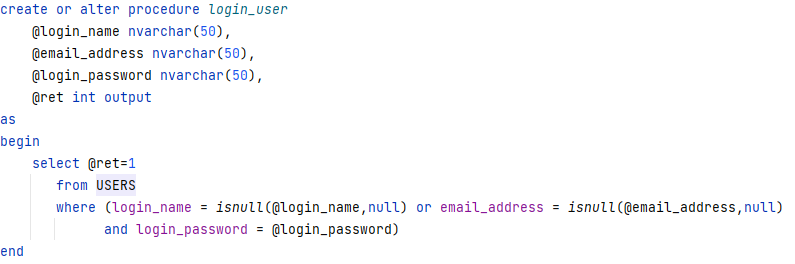 create or alter procedure login_user
@login_name nvarchar(50),
@email_address nvarchar(50),
@login_password nvarchar(50),
@ret int output
as
begin
select @ret=1
from USERS
where (login_name = isnull(@login_name,null) or email_address = isnull(@email_address,null)
and login_password = @login_password)
end